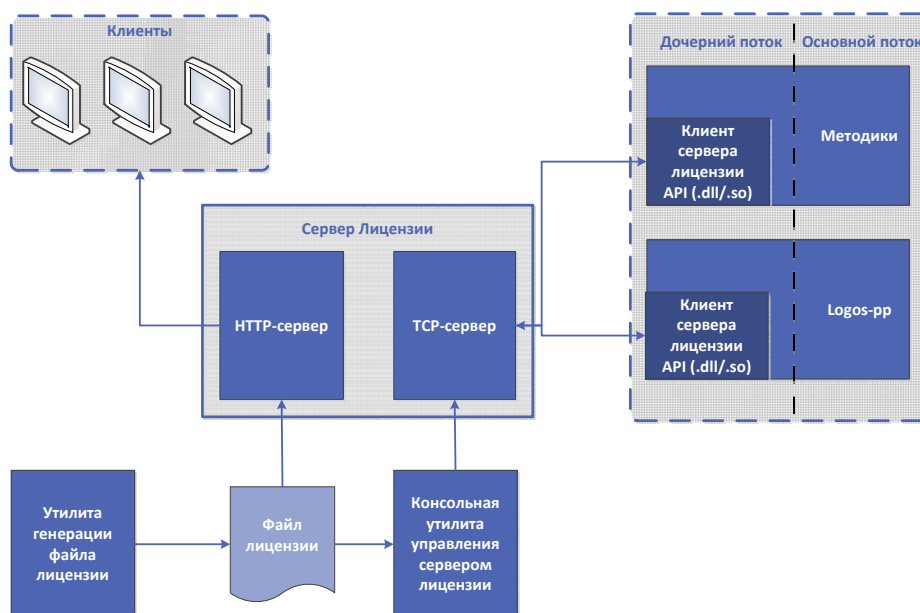 Клиенты
Дочерний поток
Основной поток
Клиент
сервера
лицензии
API (.dll/.so)
Методики
Сервер Лицензии
HTTP-сервер
TCP-сервер
Клиент
сервера
лицензии
API (.dll/.so)
Logos-pp
Утилита
генерации
файла
лицензии
Файл
лицензии
Консольная
утилита
управления
сервером
лицензии